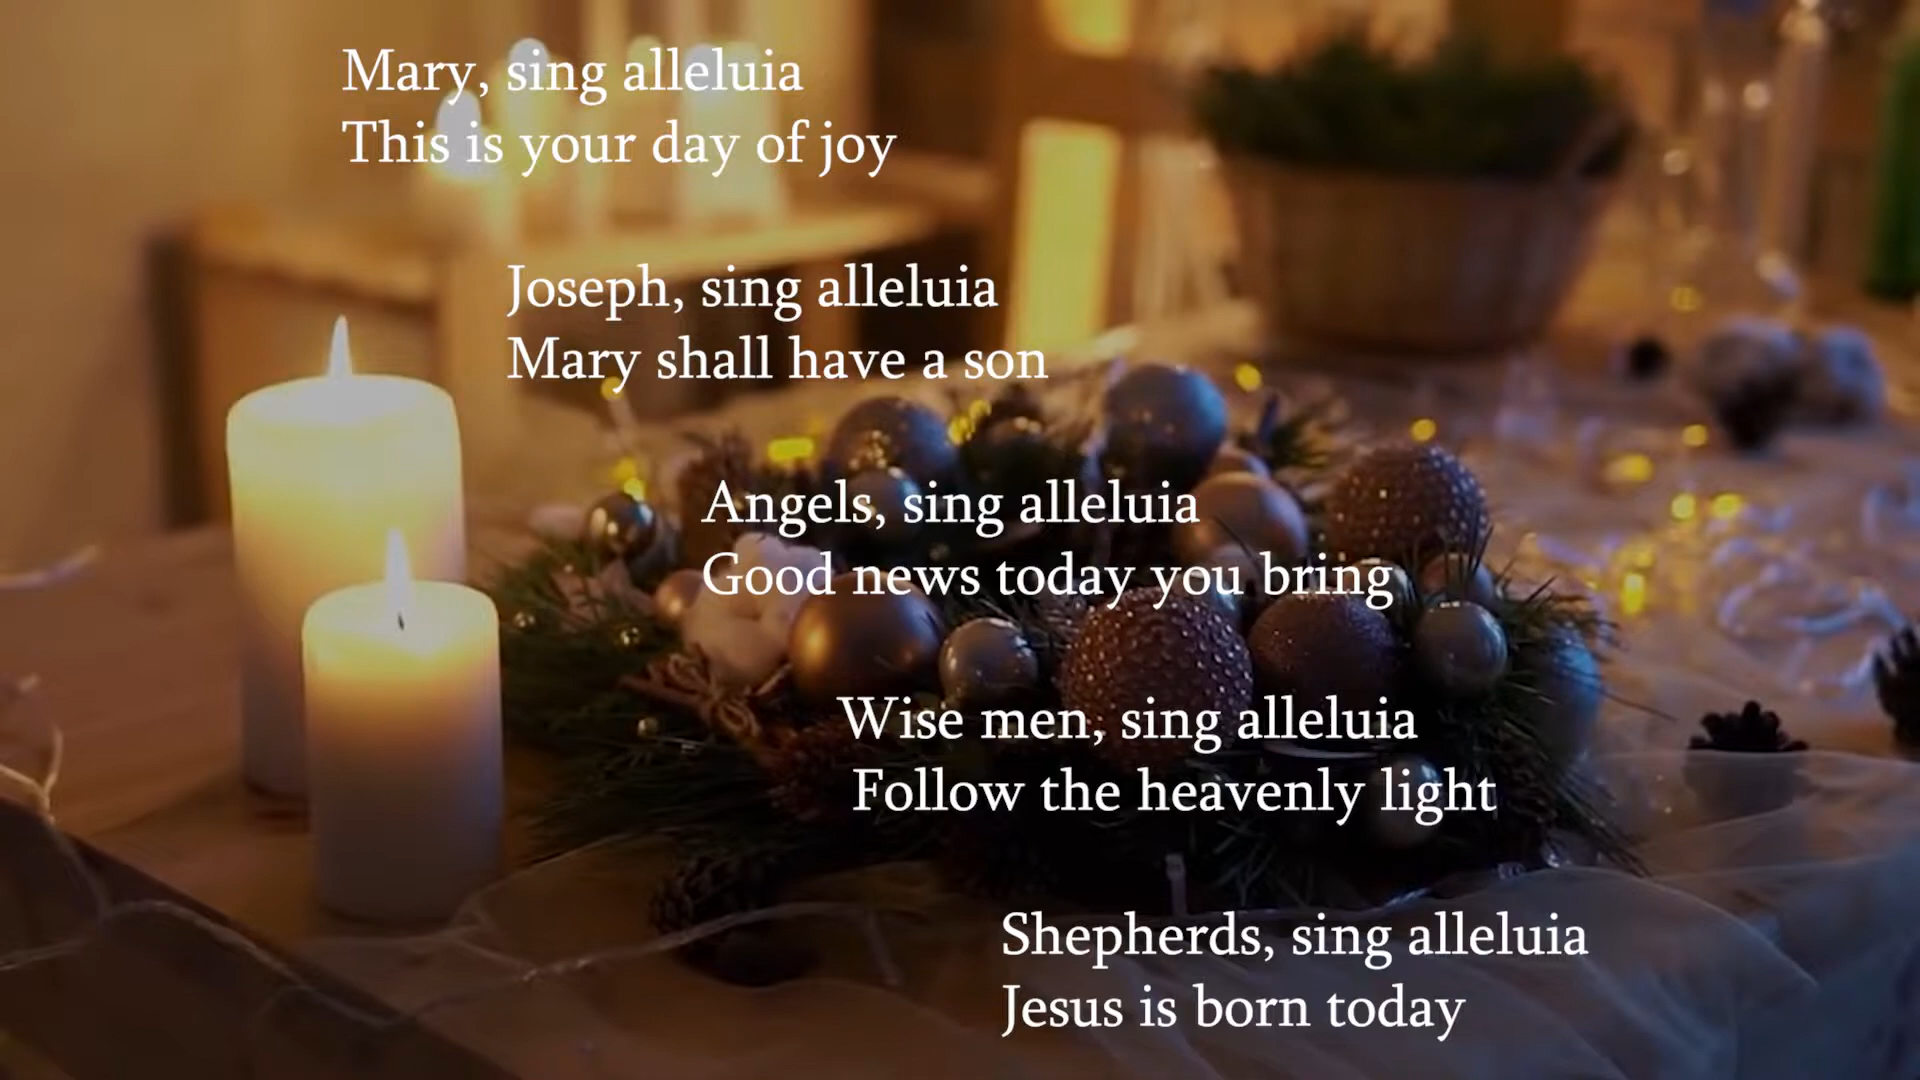 Mary, sing alleluia
This is your day of joy
Joseph, sing alleluia
Mary shall have a son
Angels, sing alleluia
Good news today you bring
Wise men, sing alleluia
Follow the heavenly light
Shepherds, sing alleluia
Jesus is born today